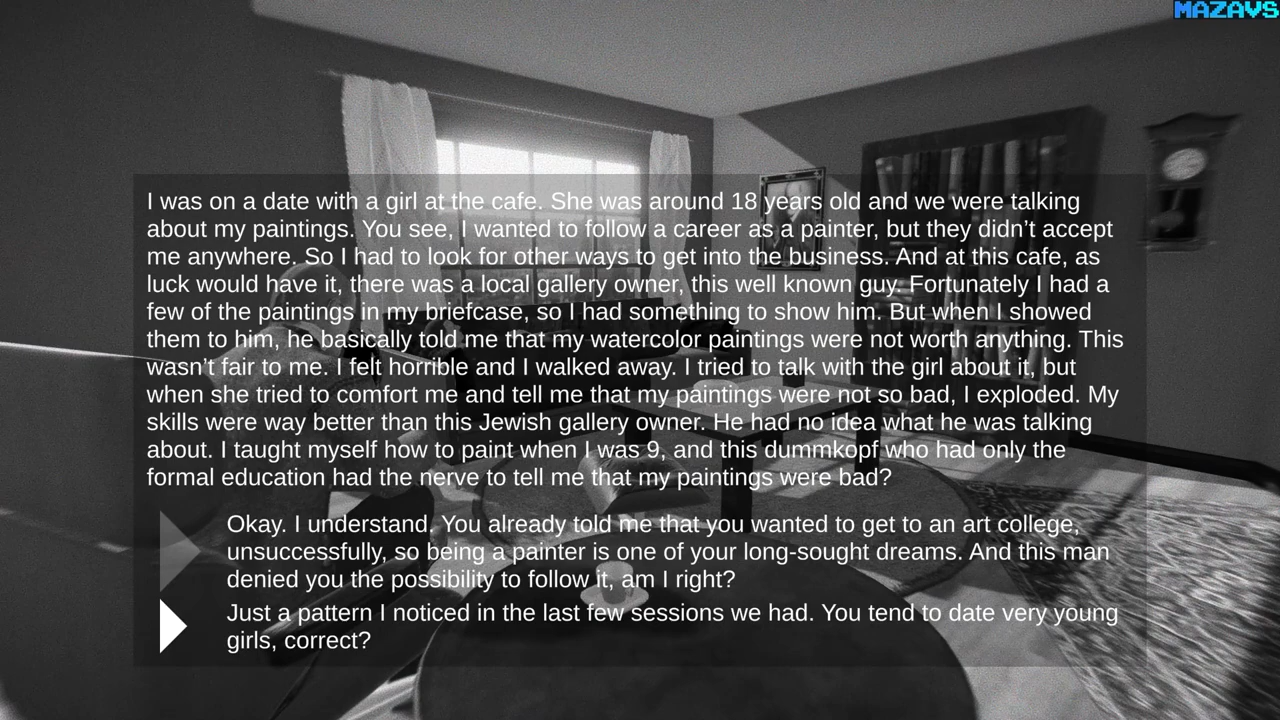 MAZAVS
I was on a date with a girl at the cafe. She was around 18 years old and we were talking
about my paintings. You see, I wanted to follow a career as a painter, but they didn’t accept
me anywhere. So I had to look for other ways to get into the business. And at this cafe, as
luck would have it, there was a local gallery owner, this well known guy. Fortunately I had a
few of the paintings in my briefcase, so I had something to show him. But when I showed
them to him, he basically told me that my watercolor paintings were not worth anything. This
wasn’t fair to me. I felt horrible and I walked away. I tried to talk with the girl about it, but
when she tried to comfort me and tell me that my paintings were not so bad, I exploded. My
skills were way better than this Jewish gallery owner. He had no idea what he was talking
about. I taught myself how to paint when I was 9, and this dummkopf who had only the
formal education had the nerve to tell me that my paintings were bad?
Okay. I understand. You already told me that you wanted to get to an art college,
unsuccessfully, so being a painter is one of your long-sought dreams. And this man
denied you the possibility to follow it, am I right?
Just a pattern I noticed in the last few sessions we had. You tend to date very young
girls, correct?